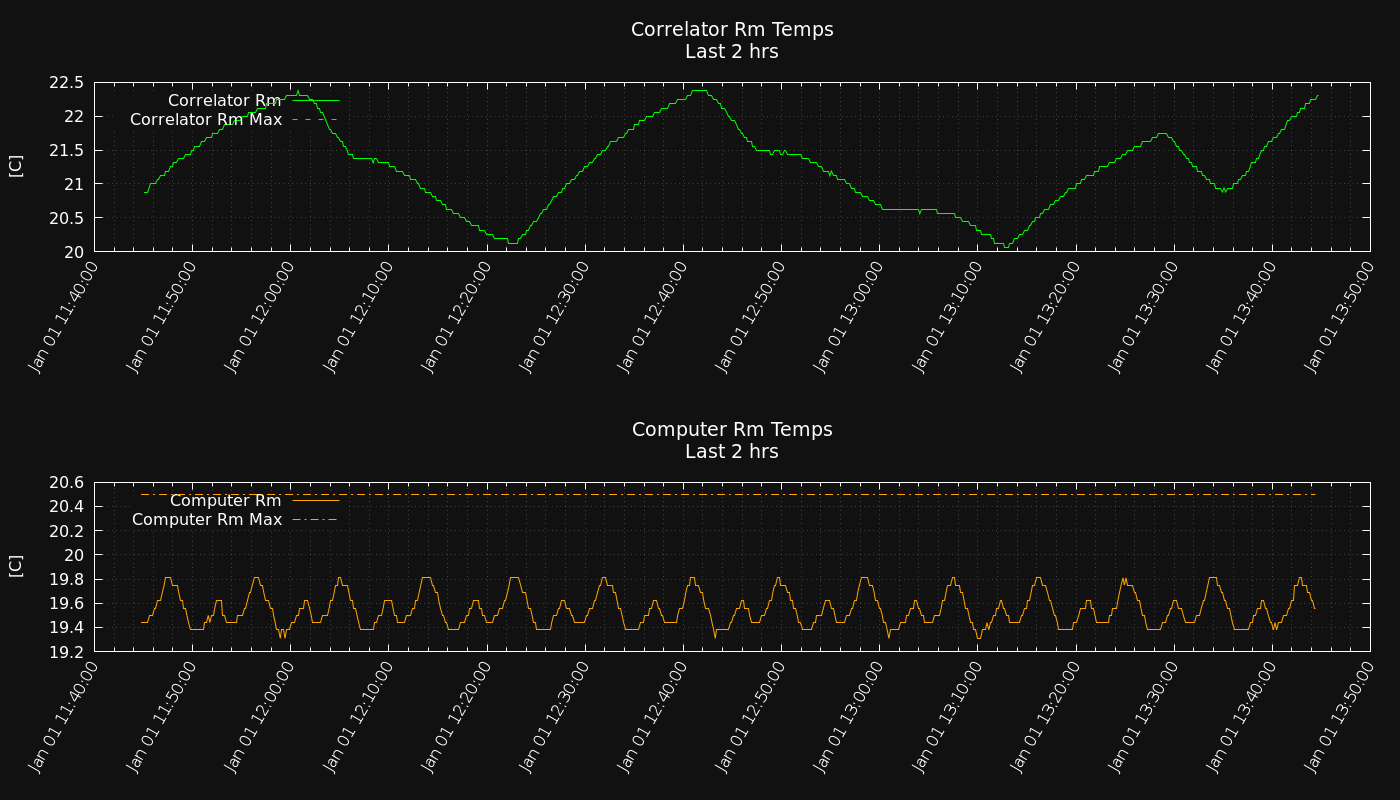 Correlator Rm Temps
Last 2 hrs
[C]
22.5
22
21.5
21
20.5
20
Correlator Rm
Correlator Rm Max
Jan 01 11:40:00
Jan 01 11:50:00
Jan 01 12:00:00
Jan 01 12:10:00
Jan 01 12:20:00
Jan 01 12:30:00
Jan 01 12:40:00
Jan 01 12:50:00
Jan 01 13:00:00
Jan 01 13:10:00
Jan 01 13:20:00
Jan 01 13:30:00
Jan 01 13:40:00
Jan 01 13:50:00
Computer Rm Temps
Last 2 hrs
[C]
20.6
20.4
20.2
20
19.8
19.6
19.4
19.2
Computer Rm
Computer Rm Max
Jan 01 11:40:00
Jan 01 11:50:00
Jan 01 12:00:00
Jan 01 12:10:00
Jan 01 12:20:00
Jan 01 12:30:00
Jan 01 12:40:00
Jan 01 12:50:00
Jan 01 13:00:00
Jan 01 13:10:00
Jan 01 13:20:00
Jan 01 13:30:00
Jan 01 13:40:00
Jan 01 13:50:00